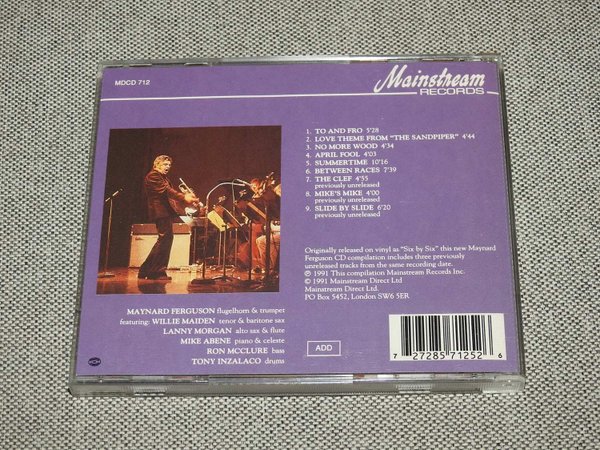 MDCD 712
Mainstream
RECORDS
1. TO AND FRO 5'28
2. LOVE THEME FROM "THE SANDPIPER" 4'44
3. NO MORE WOOD 4'34
4. APRIL FOOL 4'03
5. SUMMERTIME 10'16
6. BETWEEN RACES 7'39
7. THE CLEF 4'55
previously unreleased
8. MIKE'S MIKE 4'00
previously unreleased
9. SLIDE BY SLIDE 6'20
previously unreleased
Originally released on vinyl as "Six by Six" this new Maynard
Ferguson CD compilation includes three previously
unreleased tracks from the same recording date.
℗ 1991 This compilation Mainstream Records Inc.
© 1991 Mainstream Direct Ltd
Mainstream Direct Ltd.
PO Box 5452, London SW6 5ER
MAYNARD FERGUSON flugelhorn & trumpet
featuring: WILLIE MAIDEN tenor & baritone sax
LANNY MORGAN alto sax & flute
MIKE ABENE piano & celeste
RON MCCLURE bass
TONY INZALACO drums
ADD
7 27285 71252 6